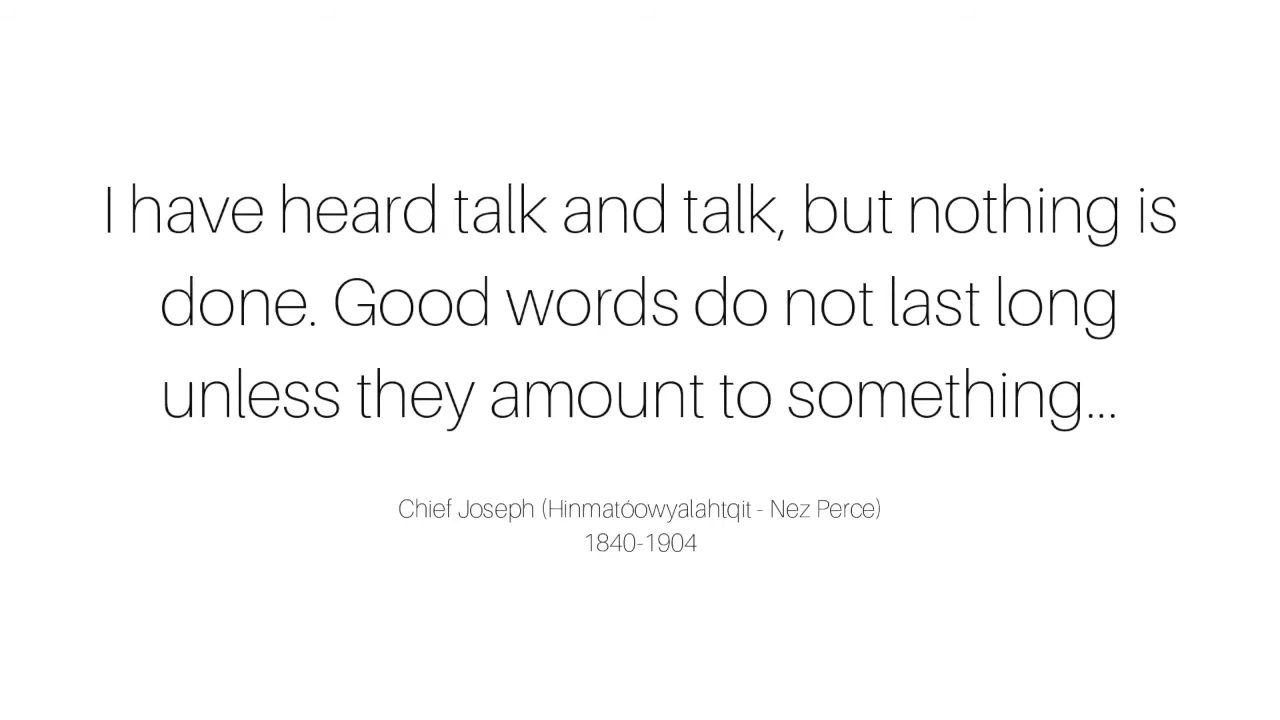 I have heard talk and talk, but nothing is
done. Good words do not last long
unless they amount to something...
Chief Joseph (Hinmatóowyalahtqit - Nez Perce)
1840-1904